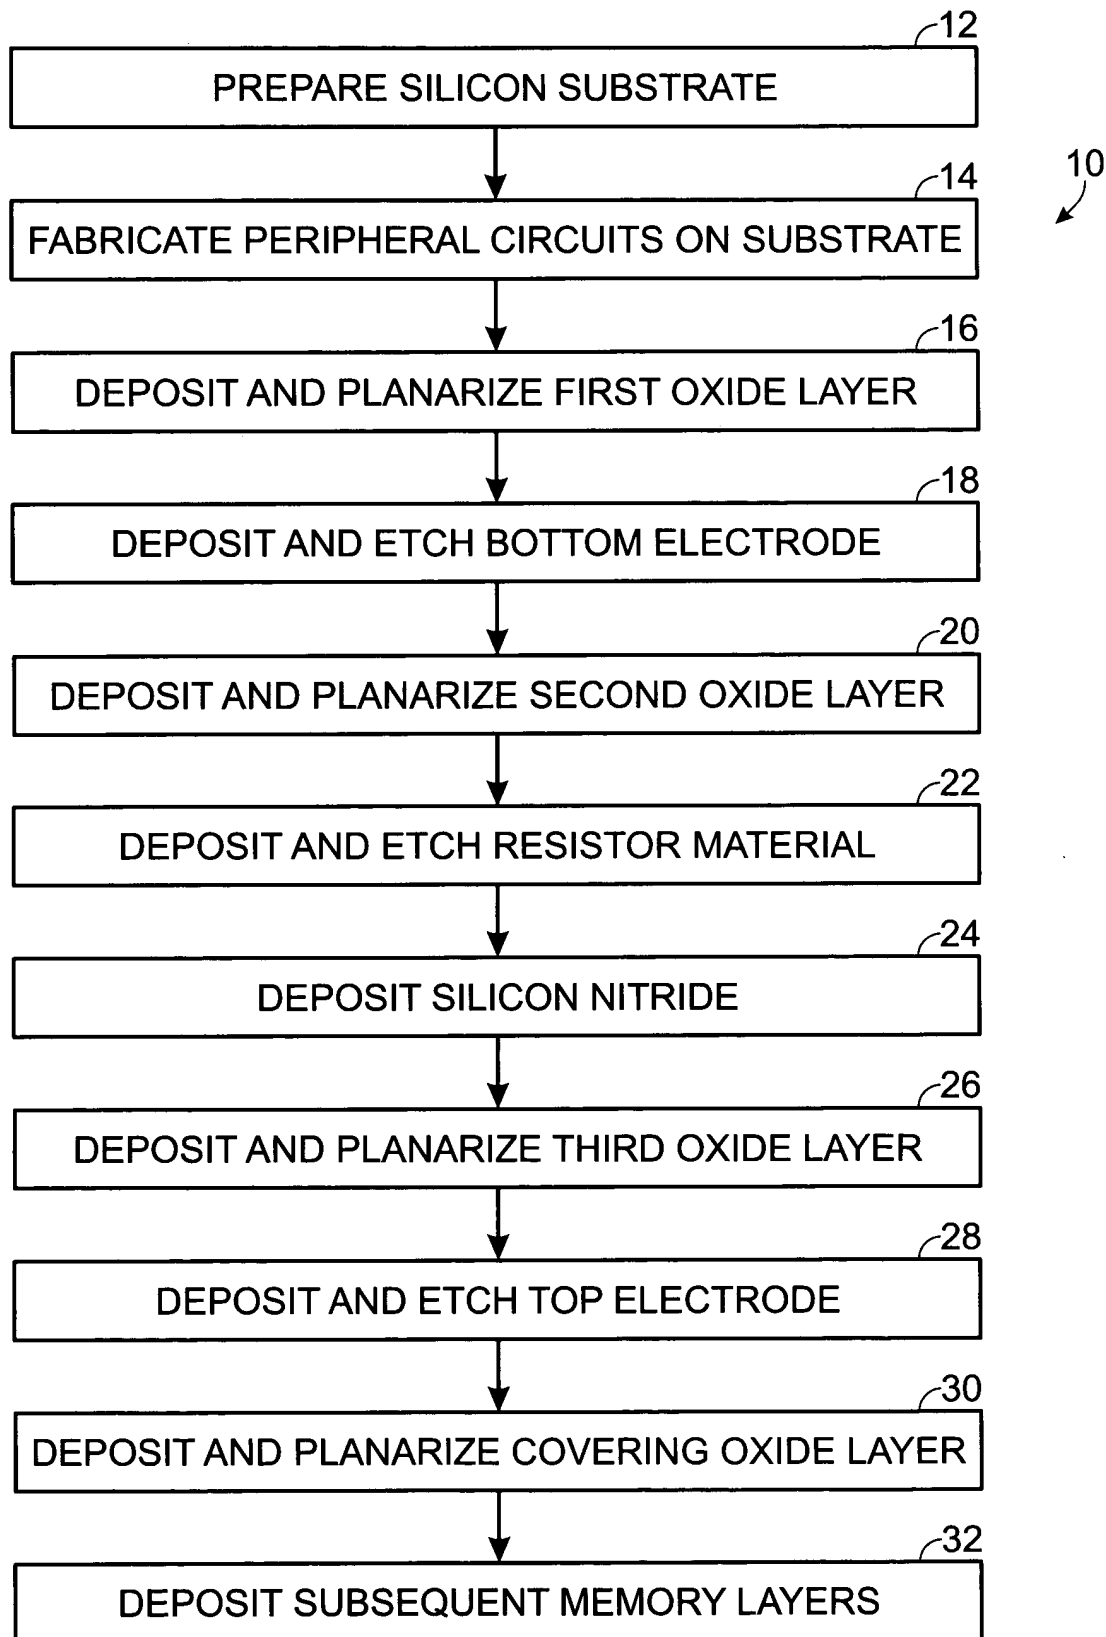 12
PREPARE SILICON SUBSTRATE
10
14
FABRICATE PERIPHERAL CIRCUITS ON SUBSTRATE
16
DEPOSIT AND PLANARIZE FIRST OXIDE LAYER
18
DEPOSIT AND ETCH BOTTOM ELECTRODE
20
DEPOSIT AND PLANARIZE SECOND OXIDE LAYER
22
DEPOSIT AND ETCH RESISTOR MATERIAL
24
DEPOSIT SILICON NITRIDE
26
DEPOSIT AND PLANARIZE THIRD OXIDE LAYER
28
DEPOSIT AND ETCH TOP ELECTRODE
30
DEPOSIT AND PLANARIZE COVERING OXIDE LAYER
32
DEPOSIT SUBSEQUENT MEMORY LAYERS